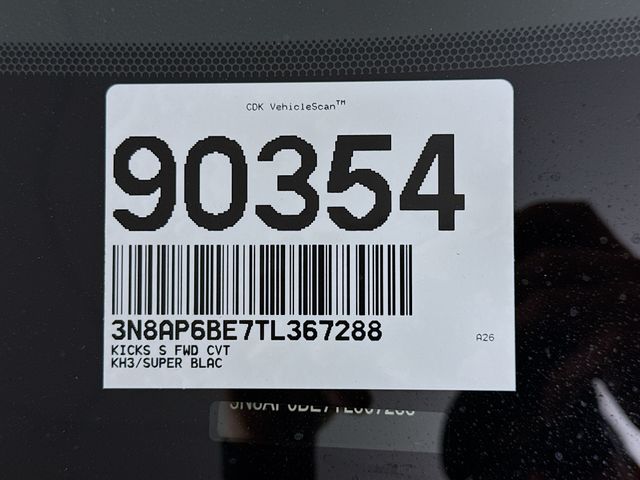 CDK VehicleScan™
90354
3N8AP6BE7TL367288
KICKS S FWD CVT
A26
KH3/SUPER BLAC